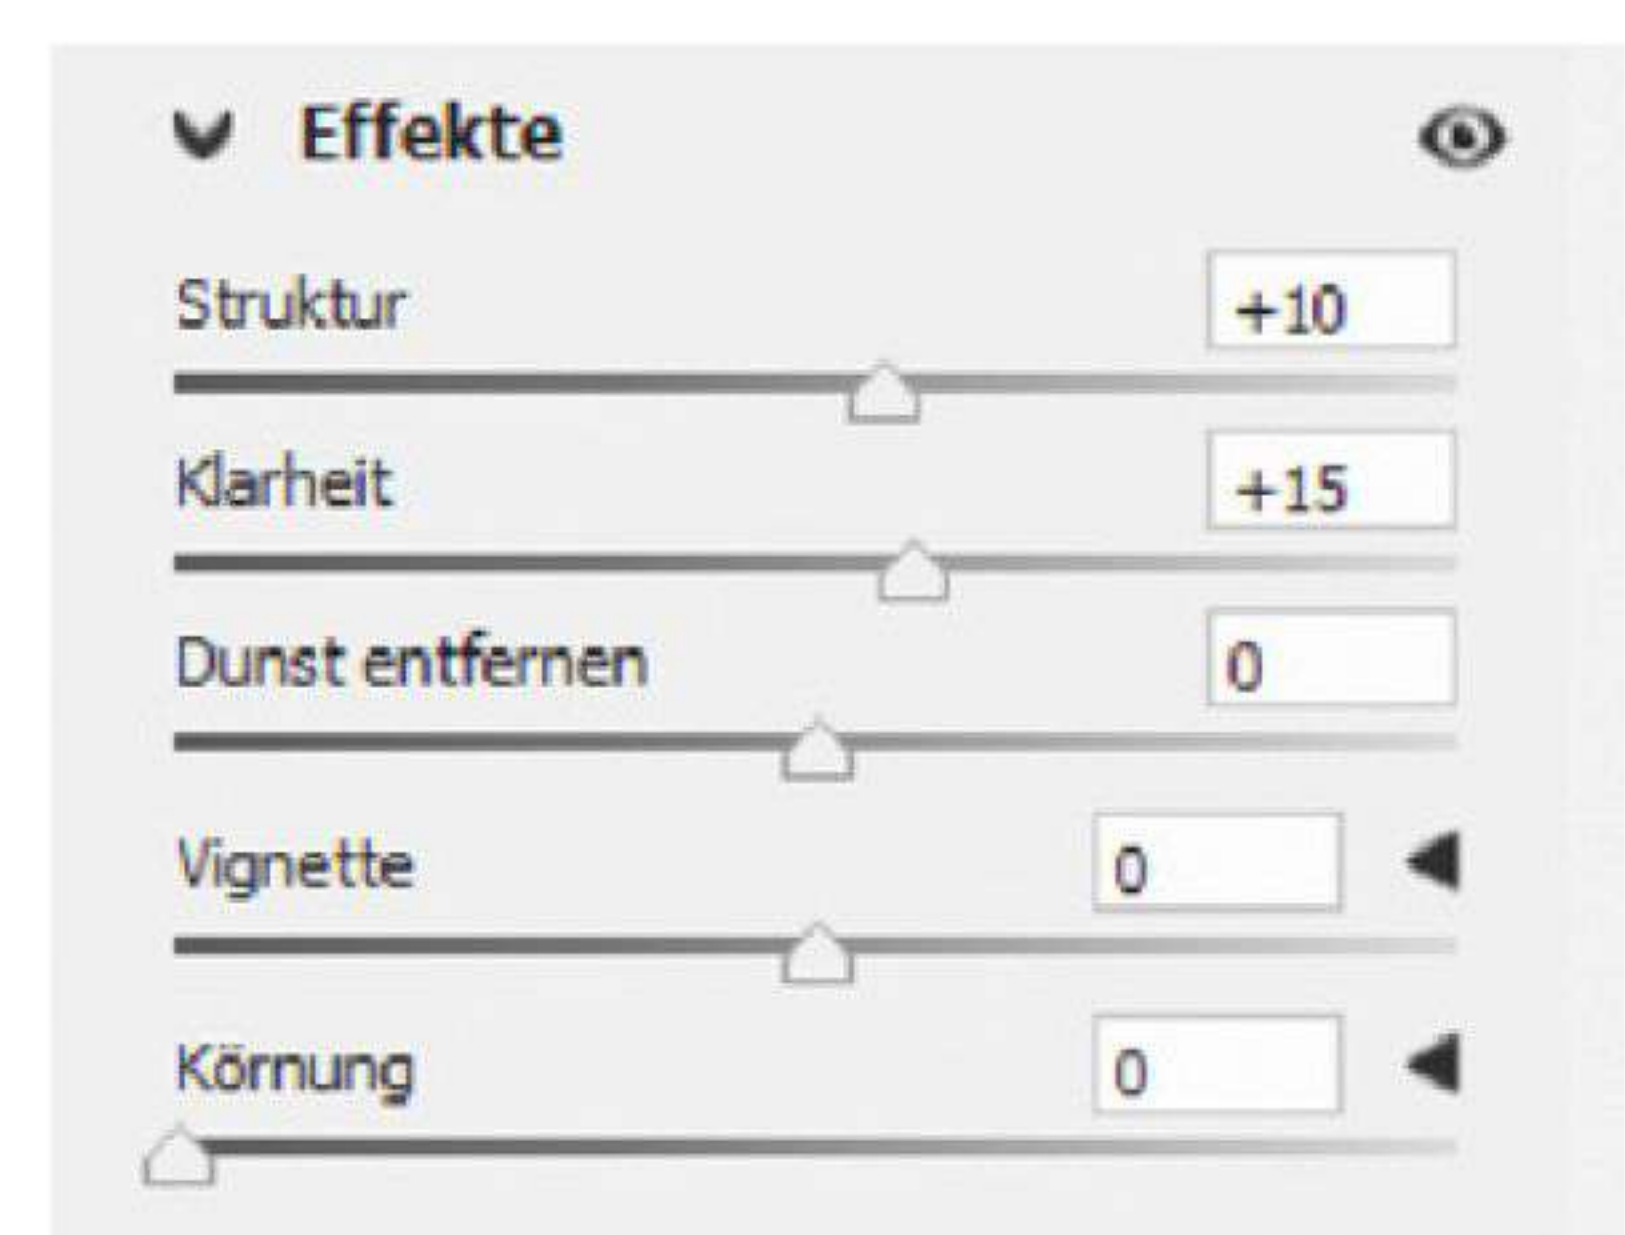 Effekte
Struktur +10
Klarheit +15
Dunst entfernen 0
Vignette 0
Körnung 0